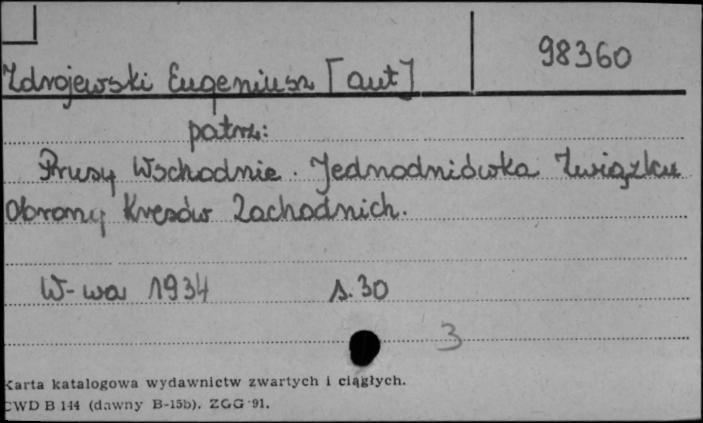 98360
Zdrojewski Eugeniusz [aut]
patrz:
Prusy Wschodnie. Jednodniówka Związku
Obrony Kresów Zachodnich.
W-wa 1934 s. 30
3
Karta katalogowa wydawnictw zwartych i ciągłych.
CWD B 144 (dawny B-15b). ZGG 91.